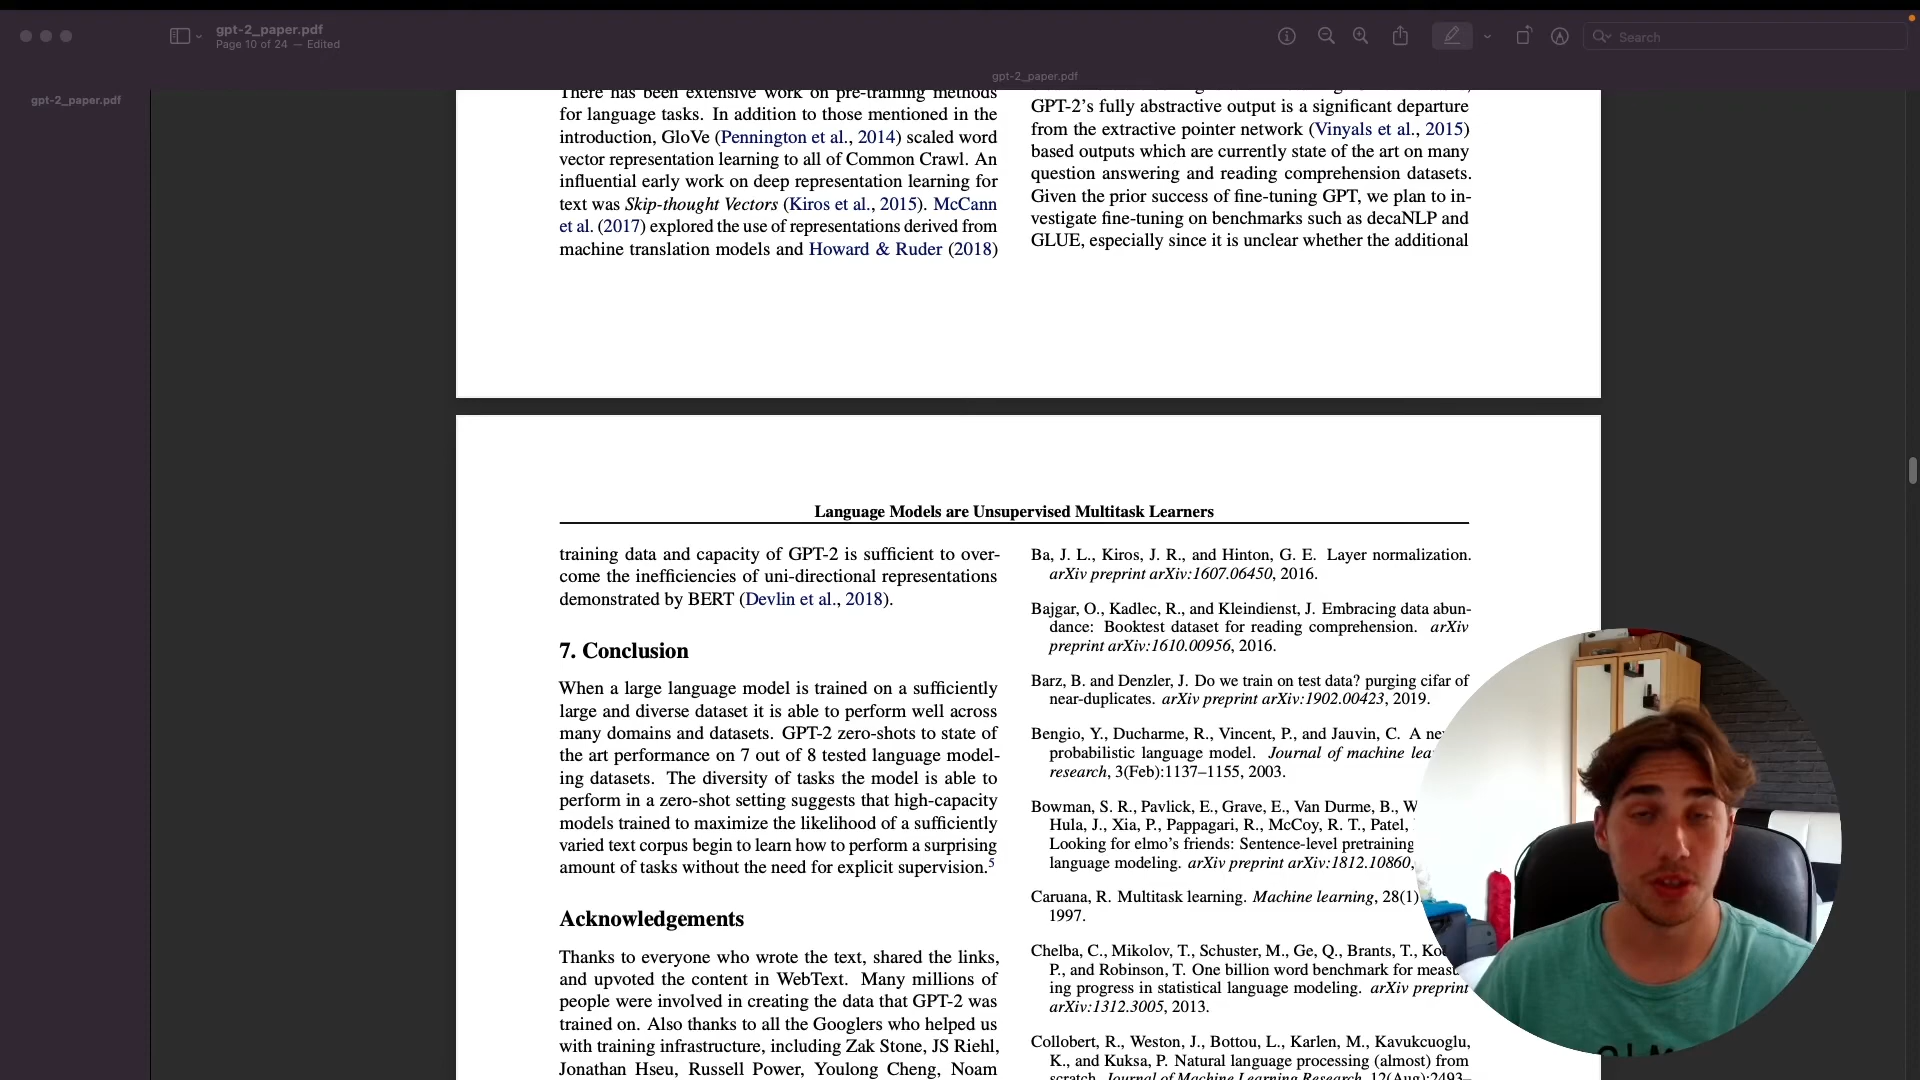 gpt-2_paper.pdf
Page 10 of 24 — Edited
Search
gpt-2_paper.pdf
gpt-2_paper.pdf
There has been extensive work on pre-training methods
for language tasks. In addition to those mentioned in the
introduction, GloVe (Pennington et al., 2014) scaled word
vector representation learning to all of Common Crawl. An
influential early work on deep representation learning for
text was Skip-thought Vectors (Kiros et al., 2015). McCann
et al. (2017) explored the use of representations derived from
machine translation models and Howard & Ruder (2018)
GPT-2's fully abstractive output is a significant departure
from the extractive pointer network (Vinyals et al., 2015)
based outputs which are currently state of the art on many
question answering and reading comprehension datasets.
Given the prior success of fine-tuning GPT, we plan to in-
vestigate fine-tuning on benchmarks such as decaNLP and
GLUE, especially since it is unclear whether the additional
Language Models are Unsupervised Multitask Learners
training data and capacity of GPT-2 is sufficient to over-
come the inefficiencies of uni-directional representations
demonstrated by BERT (Devlin et al., 2018).
7. Conclusion
When a large language model is trained on a sufficiently
large and diverse dataset it is able to perform well across
many domains and datasets. GPT-2 zero-shots to state of
the art performance on 7 out of 8 tested language model-
ing datasets. The diversity of tasks the model is able to
perform in a zero-shot setting suggests that high-capacity
models trained to maximize the likelihood of a sufficiently
varied text corpus begin to learn how to perform a surprising
amount of tasks without the need for explicit supervision.5
Acknowledgements
Thanks to everyone who wrote the text, shared the links,
and upvoted the content in WebText. Many millions of
people were involved in creating the data that GPT-2 was
trained on. Also thanks to all the Googlers who helped us
with training infrastructure, including Zak Stone, JS Riehl,
Jonathan Hseu, Russell Power, Youlong Cheng, Noam
Ba, J. L., Kiros, J. R., and Hinton, G. E. Layer normalization.
arXiv preprint arXiv:1607.06450, 2016.
Bajgar, O., Kadlec, R., and Kleindienst, J. Embracing data abun-
dance: Booktest dataset for reading comprehension. arXiv
preprint arXiv:1610.00956, 2016.
Barz, B. and Denzler, J. Do we train on test data? purging cifar of
near-duplicates. arXiv preprint arXiv:1902.00423, 2019.
Bengio, Y., Ducharme, R., Vincent, P., and Jauvin, C. A
probabilistic language model. Journal of machine
research, 3(Feb):1137–1155, 2003.
Bowman, S. R., Pavlick, E., Grave, E., Van Durme, B.,
Hula, J., Xia, P., Pappagari, R., McCoy, R. T., Patel,
Looking for elmo's friends: Sentence-level pretraining
language modeling. arXiv preprint arXiv:1812.10860,
Caruana, R. Multitask learning. Machine learning, 28(1)
1997.
Chelba, C., Mikolov, T., Schuster, M., Ge, Q., Brants, T.,
P., and Robinson, T. One billion word benchmark for
ing progress in statistical language modeling. arXiv preprint
arXiv:1312.3005, 2013.
Collobert, R., Weston, J., Bottou, L., Karlen, M., Kavukcuoglu,
K., and Kuksa, P. Natural language processing (almost) from
scratch. Journal of Machine Learning Research, 12(Aug):2493–